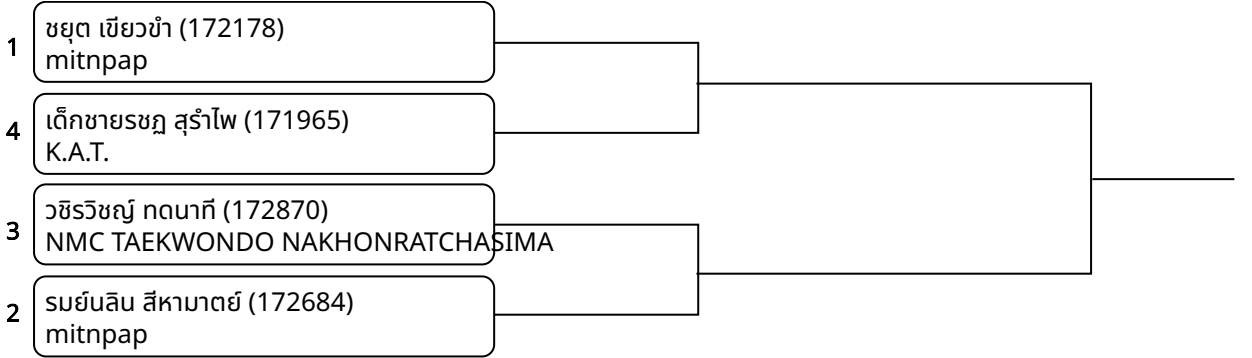 1
ชยุต เขียวขำ (172178)
mitnpap
4
เด็กชายรชฏ สุรำไพ (171965)
K.A.T.
3
วชิรวิชญ์ ทดนาที (172870)
NMC TAEKWONDO NAKHONRATCHASIMA
2
รมย์นลิน สีหามาตย์ (172684)
mitnpap